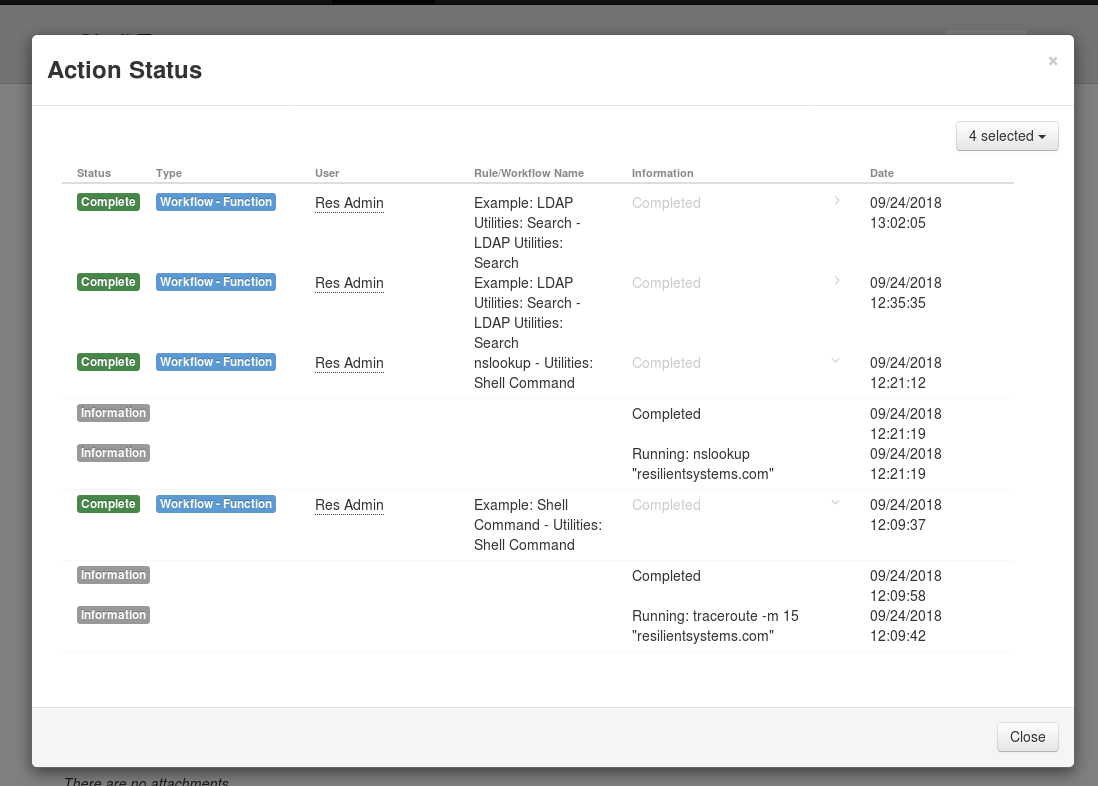 Action Status
×
4 selected
Status Type User Rule/Workflow Name Information Date
Complete Workflow - Function Res Admin Example: LDAP Completed 09/24/2018
Utilities: Search - 13:02:05
LDAP Utilities:
Search
Complete Workflow - Function Res Admin Example: LDAP Completed 09/24/2018
Utilities: Search - 12:35:35
LDAP Utilities:
Search
Complete Workflow - Function Res Admin nslookup - Utilities: Completed 09/24/2018
Shell Command 12:21:12
Information Completed 09/24/2018
12:21:19
Information Running: nslookup 09/24/2018
"resilientsystems.com" 12:21:19
Complete Workflow - Function Res Admin Example: Shell Completed 09/24/2018
Command - Utilities: 12:09:37
Shell Command
Information Completed 09/24/2018
12:09:58
Information Running: traceroute -m 15 09/24/2018
"resilientsystems.com" 12:09:42
Close
There are no attachments